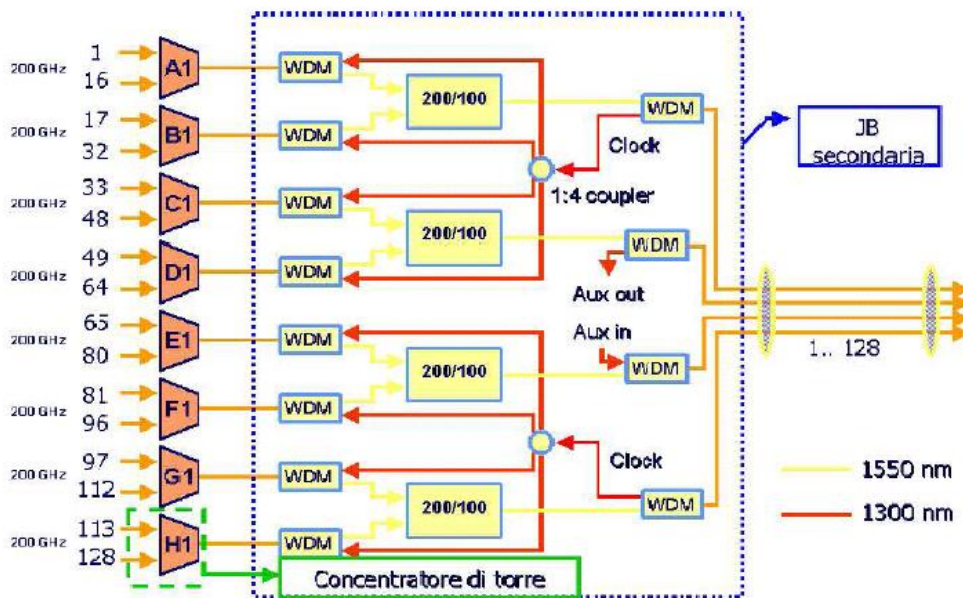 1
200 GHz
16
A1
WDM
200/100
WDM
17
200 GHz
32
B1
WDM
Clock
JB
secondaria
33
200 GHz
48
C1
WDM
1:4 coupler
200/100
WDM
49
200 GHz
64
D1
WDM
Aux out
65
200 GHz
80
E1
WDM
Aux in
1.. 128
200/100
WDM
81
200 GHz
96
F1
WDM
97
200 GHz
112
G1
WDM
Clock
1550 nm
200/100
WDM
1300 nm
113
200 GHz
128
H1
WDM
Concentratore di torre